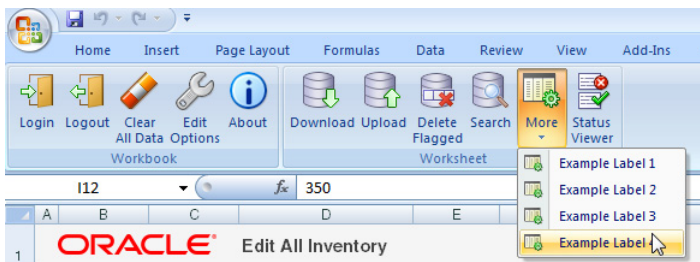 Home Insert Page Layout Formulas Data Review View Add-Ins
Login Logout Clear All Data Edit Options About Download Upload Delete Flagged Search More Status Viewer
Workbook Worksheet
Example Label 1
I12 fx 350
Example Label 2
A B C D E
Example Label 3
1 ORACLE® Edit All Inventory
Example Label